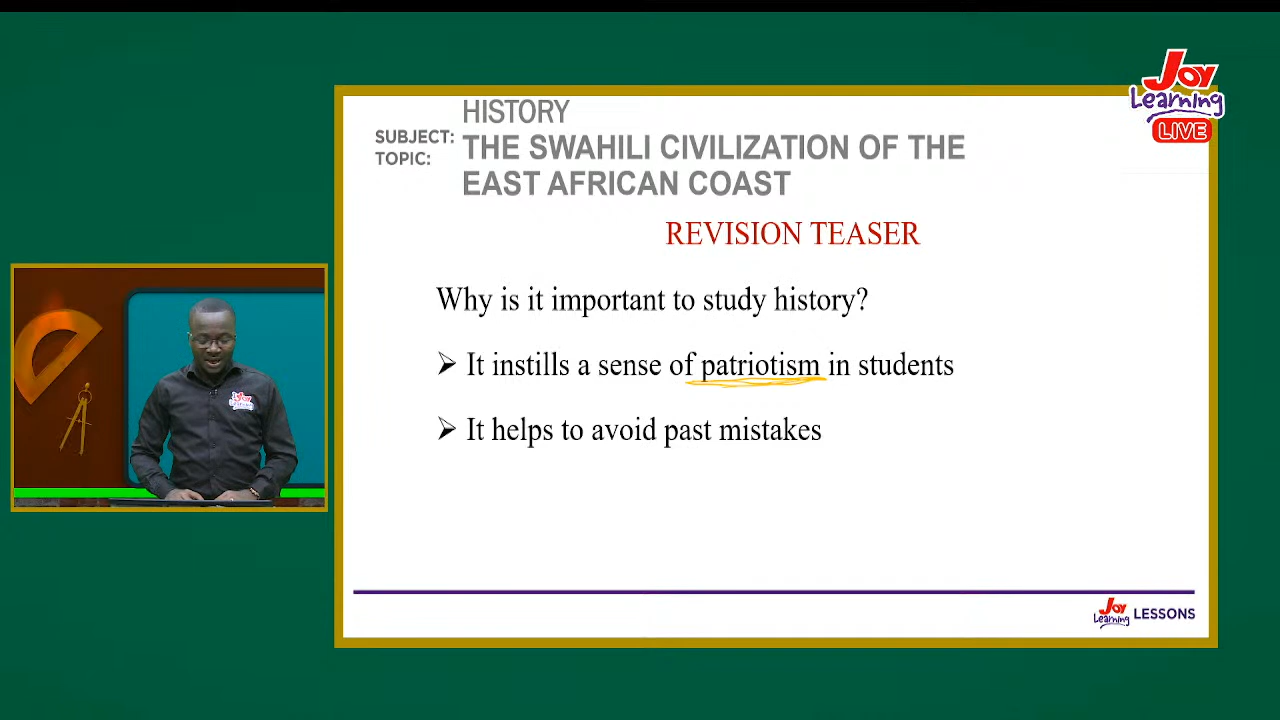 Joy
Learning
LIVE
HISTORY
SUBJECT:
TOPIC:
THE SWAHILI CIVILIZATION OF THE
EAST AFRICAN COAST
REVISION TEASER
Why is it important to study history?
➢ It instills a sense of patriotism in students
➢ It helps to avoid past mistakes
Joy
Learning
LESSONS